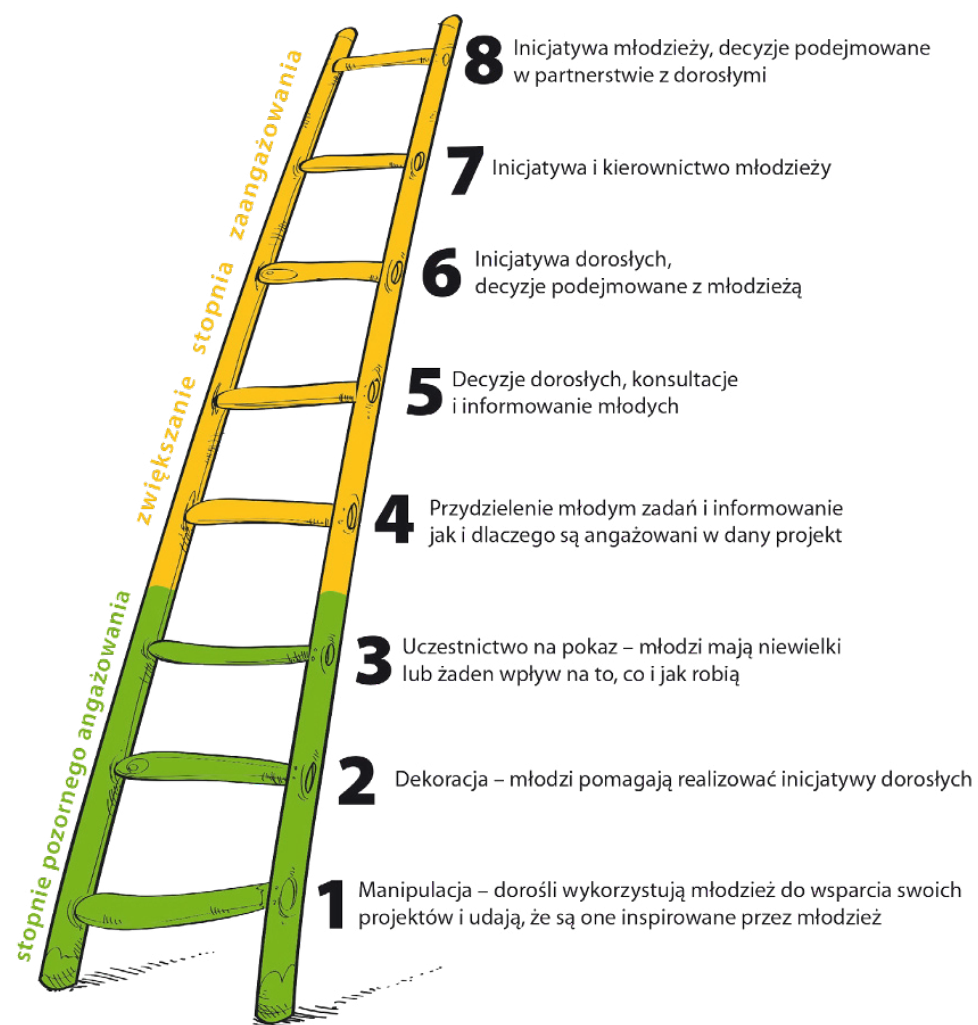 8 Inicjatywa młodzieży, decyzje podejmowane
w partnerstwie z dorosłymi
7 Inicjatywa i kierownictwo młodzieży
6 Inicjatywa dorosłych,
decyzje podejmowane z młodzieżą
5 Decyzje dorosłych, konsultacje
i informowanie młodych
4 Przydzielenie młodym zadań i informowanie
jak i dlaczego są angażowani w dany projekt
3 Uczestnictwo na pokaz – młodzi mają niewielki
lub żaden wpływ na to, co i jak robią
2 Dekoracja – młodzi pomagają realizować inicjatywy dorosłych
1 Manipulacja – dorośli wykorzystują młodzież do wsparcia swoich
projektów i udają, że są one inspirowane przez młodzież
zwiększanie stopnia zaangażowania
stopnie pozornego angażowania